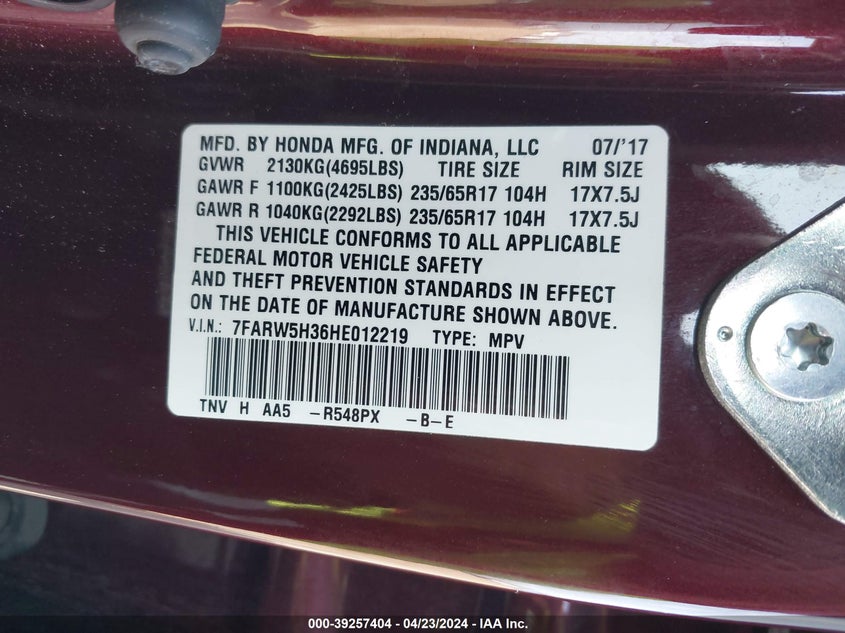 MFD. BY HONDA MFG. OF INDIANA, LLC 07/'17
GVWR 2130KG(4695LBS) TIRE SIZE RIM SIZE
GAWR F 1100KG(2425LBS) 235/65R17 104H 17X7.5J
GAWR R 1040KG(2292LBS) 235/65R17 104H 17X7.5J
THIS VEHICLE CONFORMS TO ALL APPLICABLE
FEDERAL MOTOR VEHICLE SAFETY
AND THEFT PREVENTION STANDARDS IN EFFECT
ON THE DATE OF MANUFACTURE SHOWN ABOVE.
V.I.N.: 7FARW5H36HE012219 TYPE: MPV
TNV H AA5 -R548PX -B-E
000-39257404 - 04/23/2024 - IAA Inc.